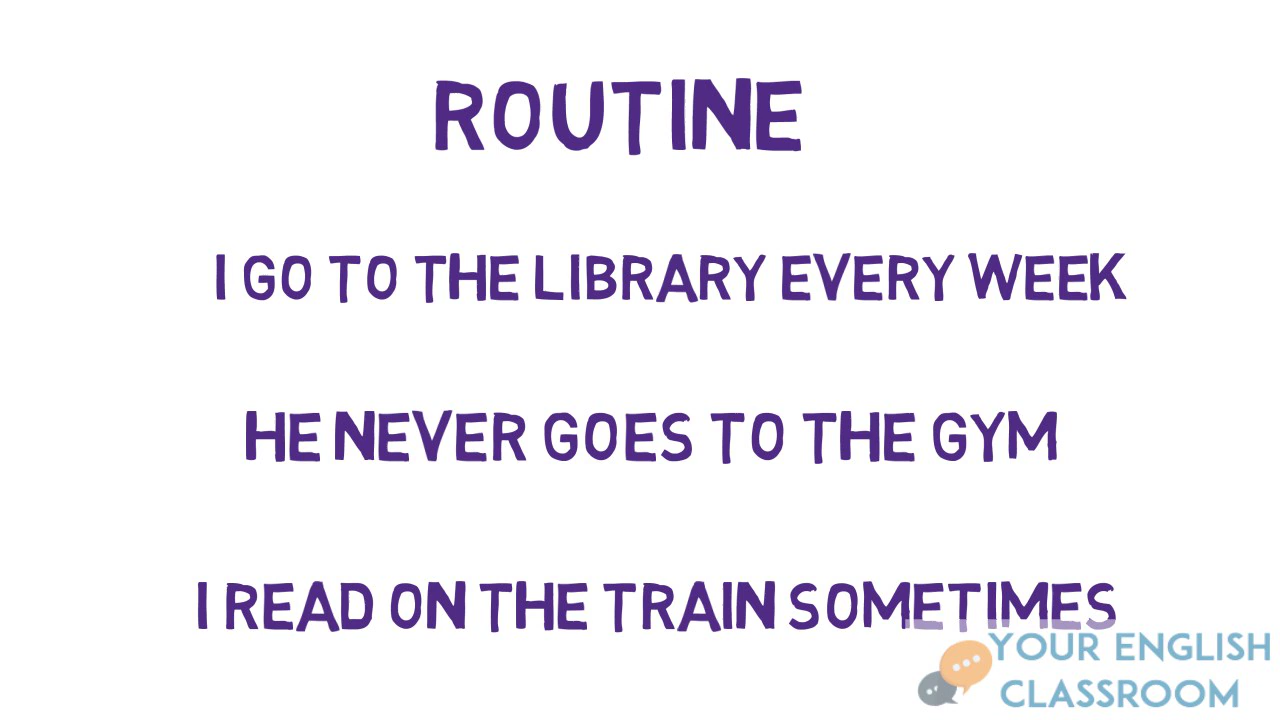 ROUTINE
I GO TO THE LIBRARY EVERY WEEK
HE NEVER GOES TO THE GYM
I READ ON THE TRAIN SOMETIMES
YOUR ENGLISH
CLASSROOM